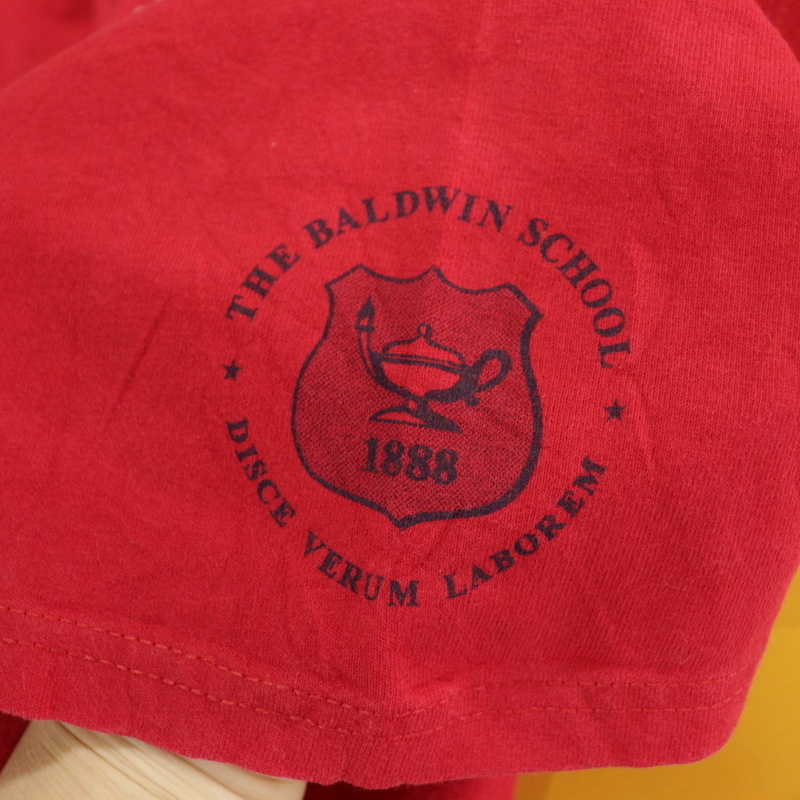 THE BALDWIN SCHOOL
1888
DISCE VERUM LABOREM